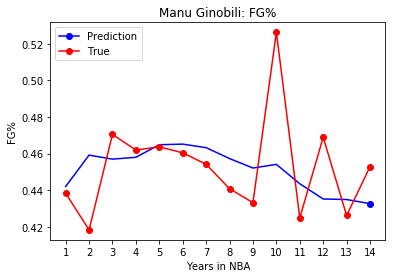 Manu Ginobili: FG%
Prediction
True
FG%
0.52
0.50
0.48
0.46
0.44
0.42
1 2 3 4 5 6 7 8 9 10 11 12 13 14
Years in NBA